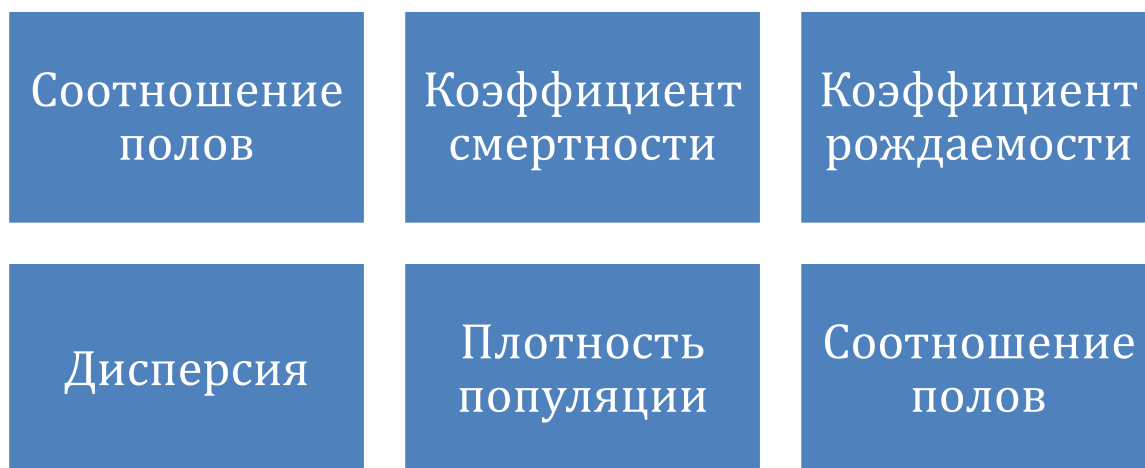 Соотношение
полов
Коэффициент
смертности
Коэффициент
рождаемости
Дисперсия
Плотность
популяции
Соотношение
полов